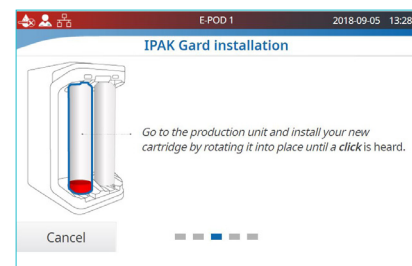 E-POD 1 2018-09-05 13:28
IPAK Gard installation
Go to the production unit and install your new
cartridge by rotating it into place until a click is heard.
Cancel